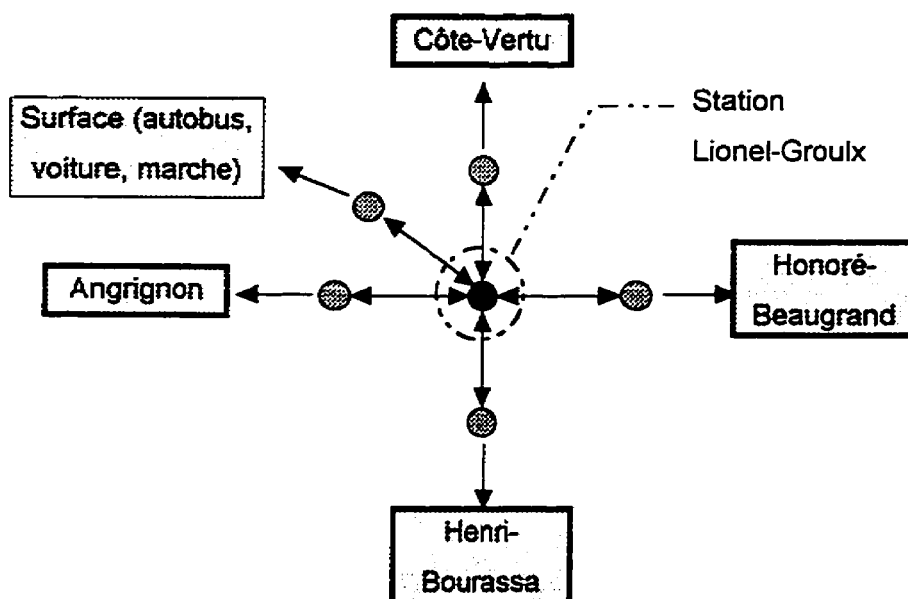 Côte-Vertu
Surface (autobus,
voiture, marche)
Station
Lionel-Groulx
Angrignon
Honoré-
Beaugrand
Henri-
Bourassa